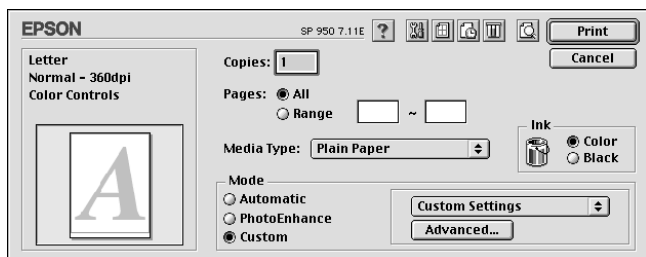 EPSON
SP 950 7.11E ? Print
Letter
Normal - 360dpi
Color Controls
A
Copies: 1
Cancel
Pages: All
Range ~
Media Type: Plain Paper
Ink
Color
Black
Mode
Automatic
PhotoEnhance
Custom
Custom Settings
Advanced...